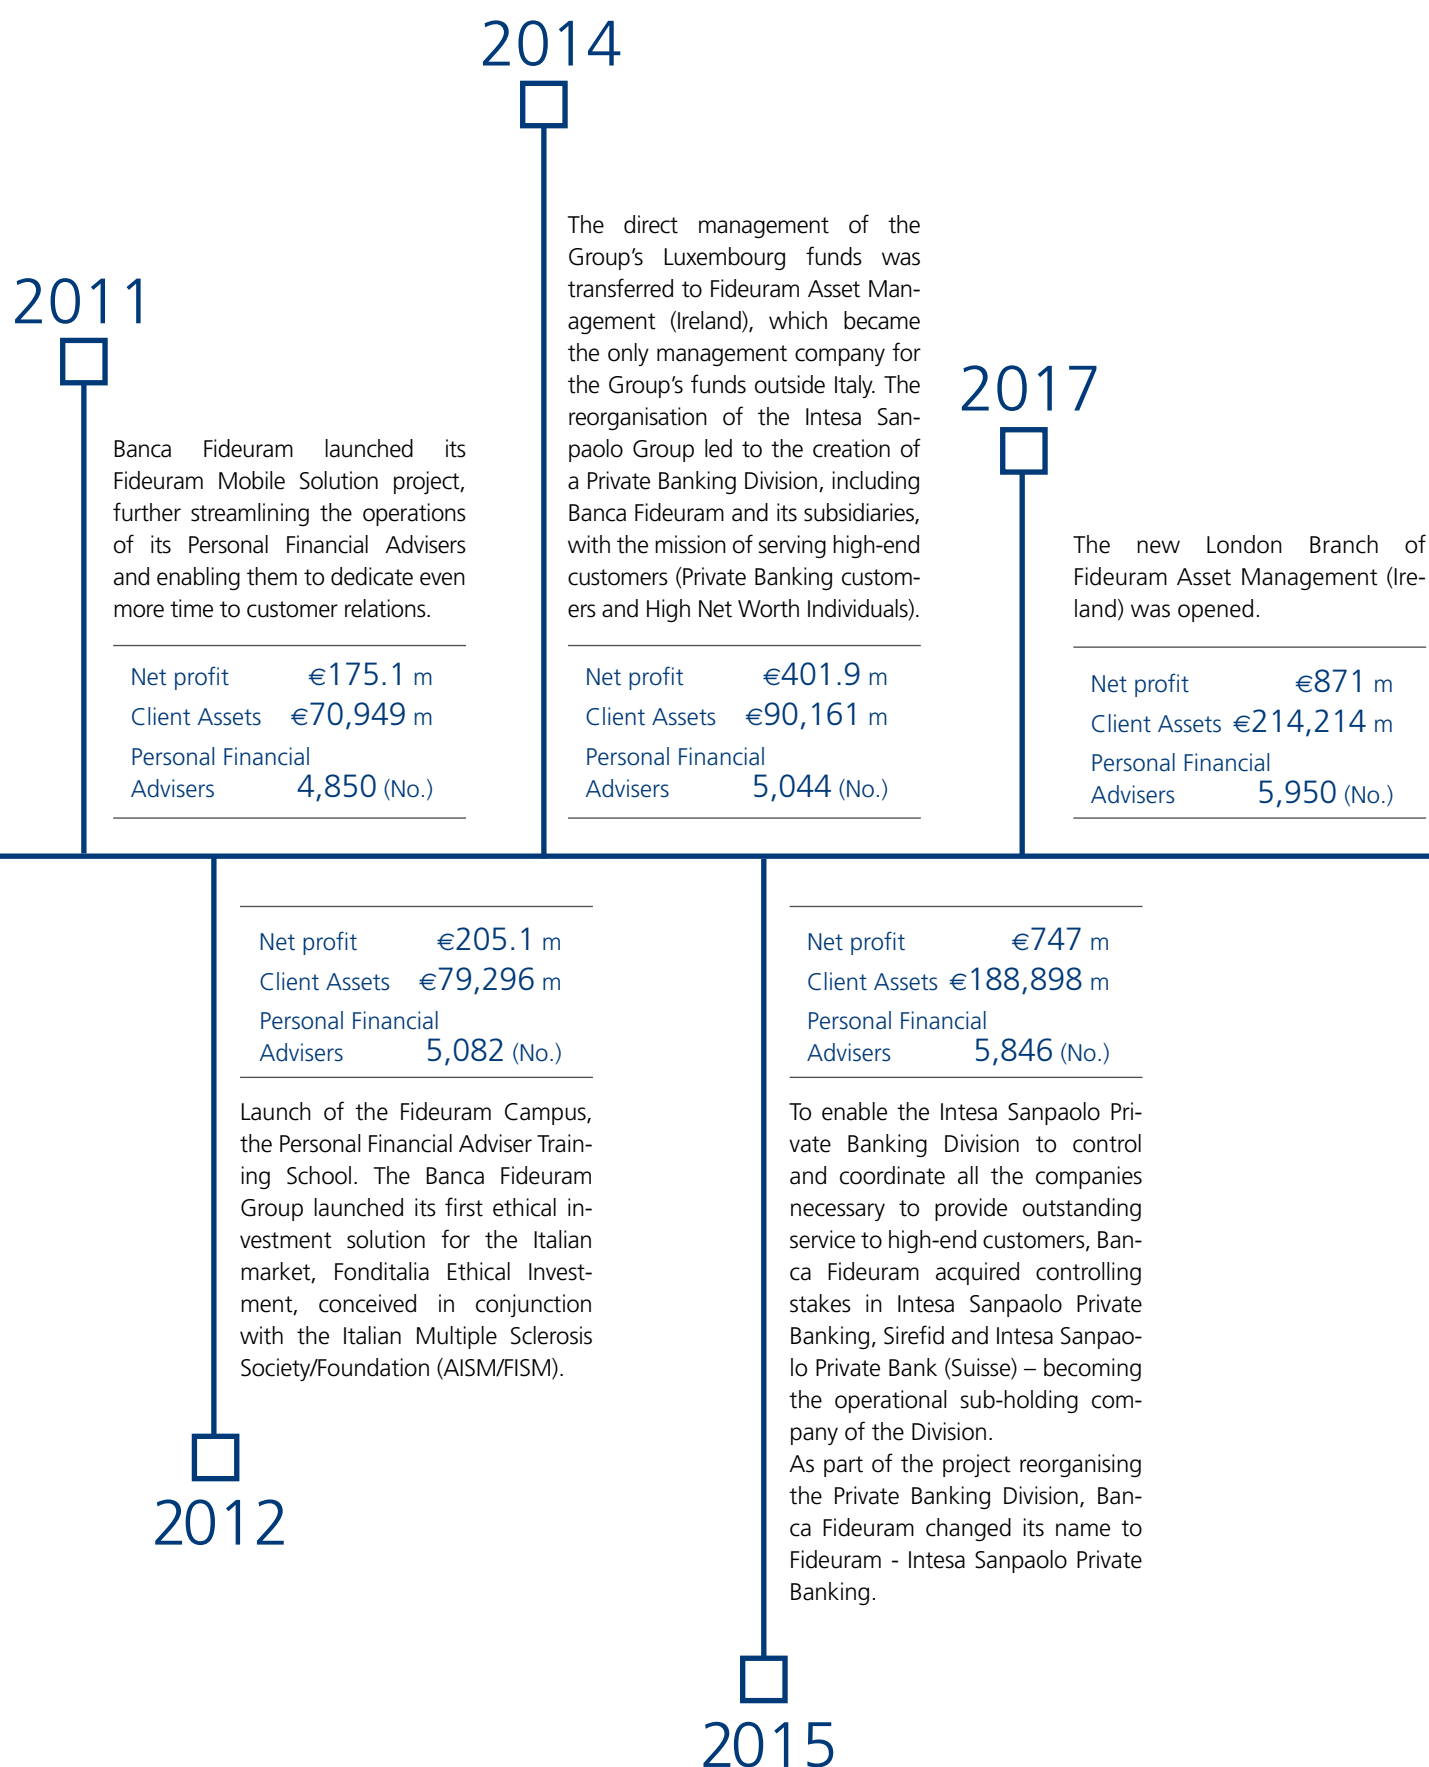 2011
Banca Fideuram launched its
Fideuram Mobile Solution project,
further streamlining the operations
of its Personal Financial Advisers
and enabling them to dedicate even
more time to customer relations.
Net profit €175.1 m
Client Assets €70,949 m
Personal Financial
Advisers 4,850 (No.)
2012
Net profit €205.1 m
Client Assets €79,296 m
Personal Financial
Advisers 5,082 (No.)
Launch of the Fideuram Campus,
the Personal Financial Adviser Train-
ing School. The Banca Fideuram
Group launched its first ethical in-
vestment solution for the Italian
market, Fonditalia Ethical Invest-
ment, conceived in conjunction
with the Italian Multiple Sclerosis
Society/Foundation (AISM/FISM).
2014
The direct management of the
Group’s Luxembourg funds was
transferred to Fideuram Asset Man-
agement (Ireland), which became
the only management company for
the Group’s funds outside Italy. The
reorganisation of the Intesa San-
paolo Group led to the creation of
a Private Banking Division, including
Banca Fideuram and its subsidiaries,
with the mission of serving high-end
customers (Private Banking custom-
ers and High Net Worth Individuals).
Net profit €401.9 m
Client Assets €90,161 m
Personal Financial
Advisers 5,044 (No.)
2015
Net profit €747 m
Client Assets €188,898 m
Personal Financial
Advisers 5,846 (No.)
To enable the Intesa Sanpaolo Pri-
vate Banking Division to control
and coordinate all the companies
necessary to provide outstanding
service to high-end customers, Ban-
ca Fideuram acquired controlling
stakes in Intesa Sanpaolo Private
Banking, Sirefid and Intesa Sanpao-
lo Private Bank (Suisse) – becoming
the operational sub-holding com-
pany of the Division.
As part of the project reorganising
the Private Banking Division, Ban-
ca Fideuram changed its name to
Fideuram - Intesa Sanpaolo Private
Banking.
2017
The new London Branch of
Fideuram Asset Management (Ire-
land) was opened.
Net profit €871 m
Client Assets €214,214 m
Personal Financial
Advisers 5,950 (No.)